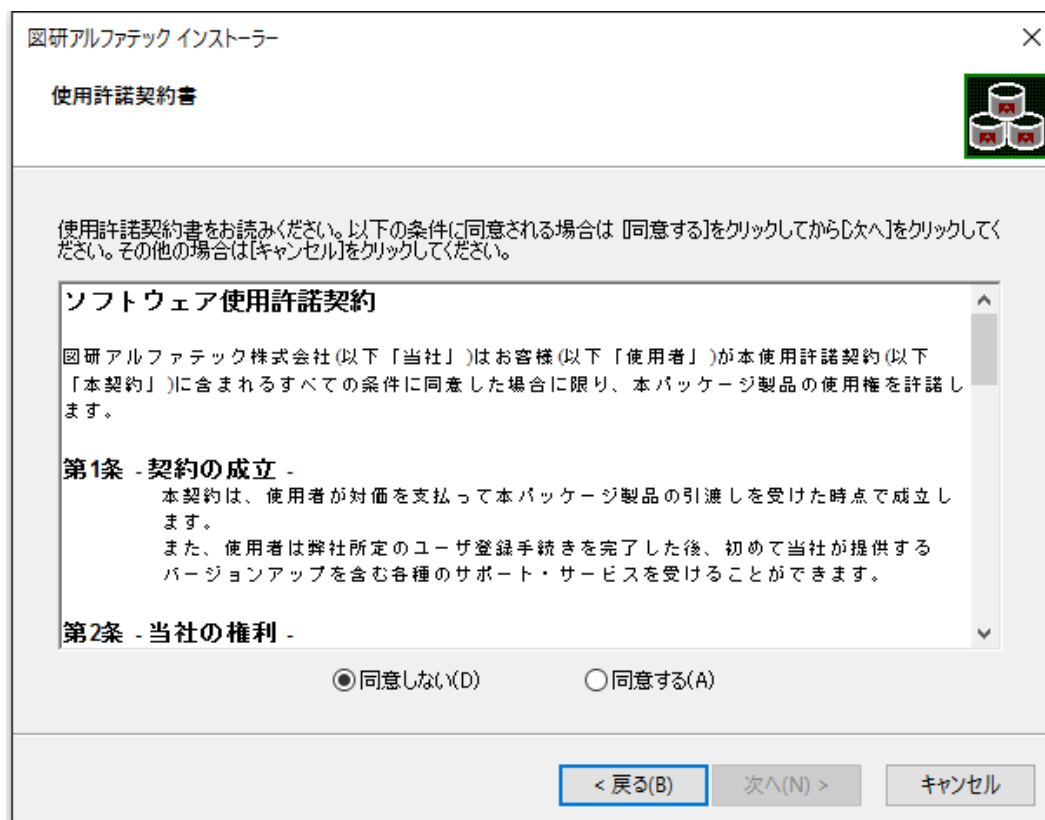 図研アルファテック インストーラー
使用許諾契約書
使用許諾契約書をお読みください。以下の条件に同意される場合は [同意する]をクリックしてから[次へ]をクリックしてく
ださい。その他の場合は[キャンセル]をクリックしてください。
ソフトウェア使用許諾契約
図研アルファテック株式会社(以下「当社」)はお客様(以下「使用者」)が本使用許諾契約(以下
「本契約」)に含まれるすべての条件に同意した場合に限り、本パッケージ製品の使用権を許諾し
ます。
第1条 - 契約の成立 -
本契約は、使用者が対価を支払って本パッケージ製品の引渡しを受けた時点で成立し
ます。
また、使用者は弊社所定のユーザ登録手続きを完了した後、初めて当社が提供する
バージョンアップを含む各種のサポート・サービスを受けることができます。
第2条 - 当社の権利 -
同意しない(D)
同意する(A)
< 戻る(B)
次へ(N) >
キャンセル